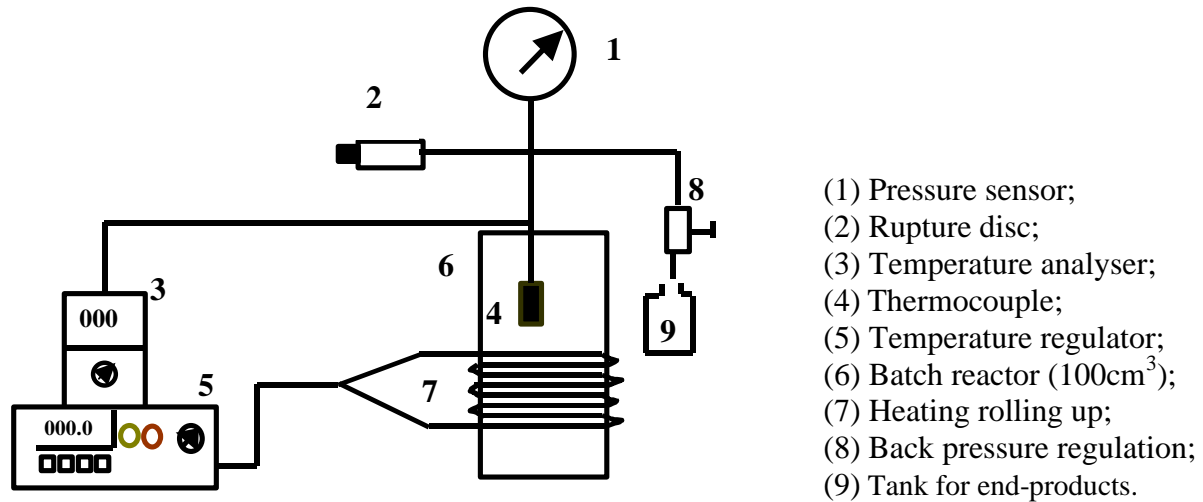 1
2
8
(1) Pressure sensor;
(2) Rupture disc;
6
(3) Temperature analyser;
3
000
4
9
(4) Thermocouple;
(5) Temperature regulator;
5
7
(6) Batch reactor (100cm³);
000.0
(7) Heating rolling up;
(8) Back pressure regulation;
(9) Tank for end-products.